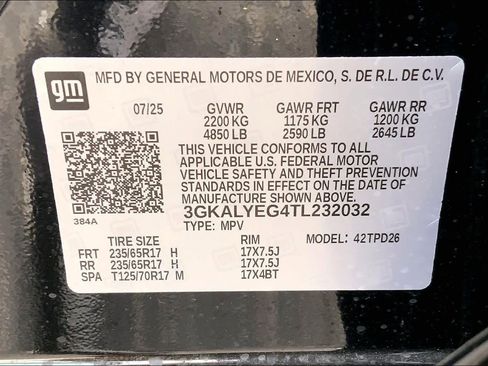 gm
MFD BY GENERAL MOTORS DE MEXICO, S. DE R.L. DE C.V.
07/25 GVWR GAWR FRT GAWR RR
2200 KG 1175 KG 1200 KG
4850 LB 2590 LB 2645 LB
THIS VEHICLE CONFORMS TO ALL
APPLICABLE U.S. FEDERAL MOTOR
VEHICLE SAFETY AND THEFT PREVENTION
STANDARDS IN EFFECT ON THE DATE OF
MANUFACTURE SHOWN ABOVE.
384A 3GKALYEG4TL232032
TYPE: MPV
TIRE SIZE RIM MODEL: 42TPD26
FRT 235/65R17 H 17X7.5J
RR 235/65R17 H 17X7.5J
SPA T125/70R17 M 17X4BT